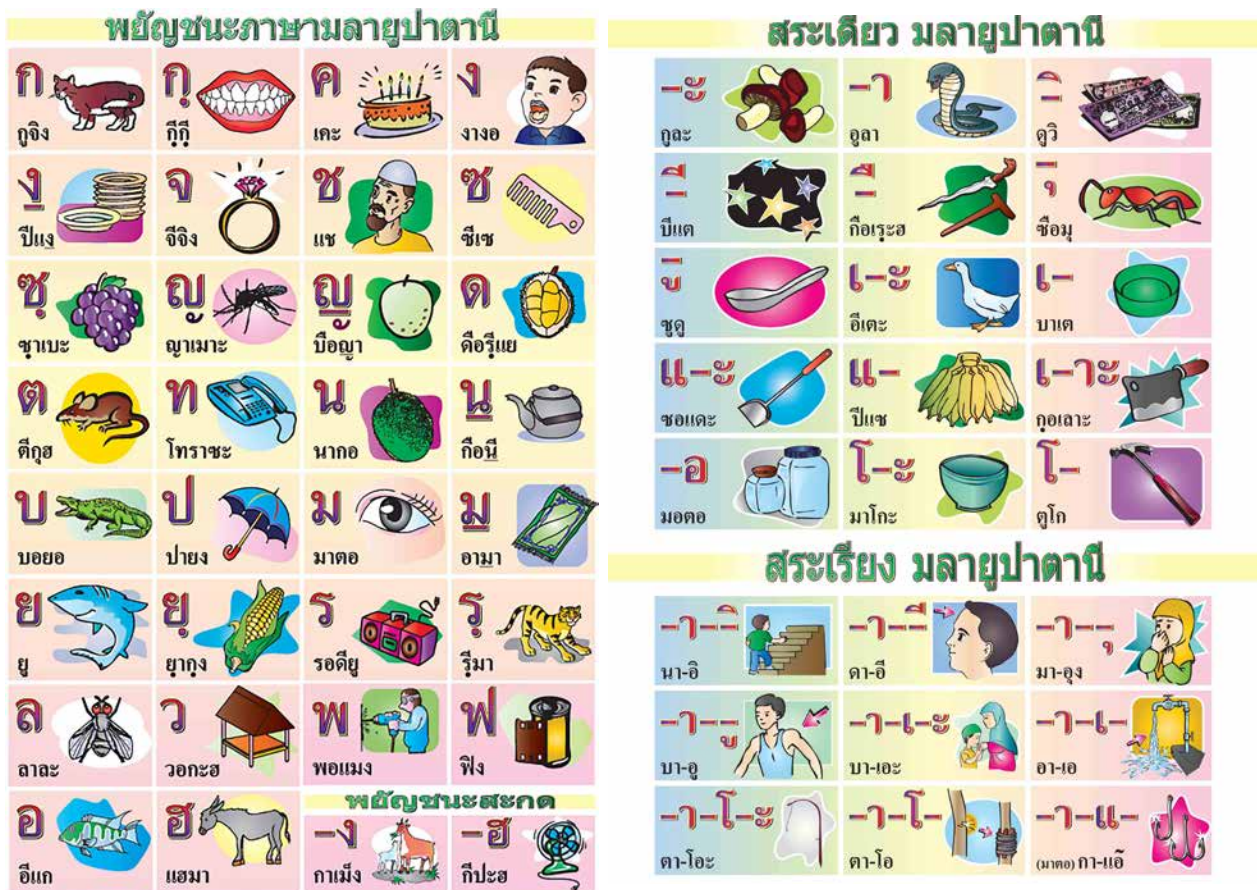 พยัญชนะภาษามลายูปาตานี
ก กูจิง
กฺ กีฺกีฺ
ค เคะ
ง งางอ
ง ปีแง
จ จีจิง
ช แช
ซ ซีเซ
ซฺ ซฺาเบะ
ญ ญาเมาะ
ญ บือญา
ด ดือรีฺแย
ต ตีกุฮ
ท โทราซะ
น นากอ
น กือนี
บ บอยอ
ป ปายง
ม มาตอ
ม อามา
ย ยู
ยฺ ยฺากุง
ร รอดียู
รฺ รีฺมา
ล ลาละ
ว วอกะฮ
พ พอแมง
ฟ ฟิง
อ อีแก
ฮ แฮมา
พยัญชนะสะกด
-ง กาเม็ง
-ฮ กีปะฮ
สระเดียว มลายูปาตานี
-ะ กูละ
-า อูลา
-ิ ดูวิ
-ี บีแต
-ื กือเระฺฮ
-ุ ซือมุ
-ู ซูดู
เ-ะ อีเตะ
เ- บาเต
แ-ะ ซอแดะ
แ- ปีแซ
เ-าะ กอเลาะ
-อ มอตอ
โ-ะ มาโกะ
โ- ตูโก
สระเรียง มลายูปาตานี
-า--ิ นา-อิ
-า--ี ดา-อี
-า--ุ มา-อุง
-า--ู บา-อู
-า-เ-ะ บา-เอะ
-า-เ- อา-เอ
-า-โ-ะ ตา-โอะ
-า-โ- ตา-โอ
-า-แ- (มาตอ) กา-แอ